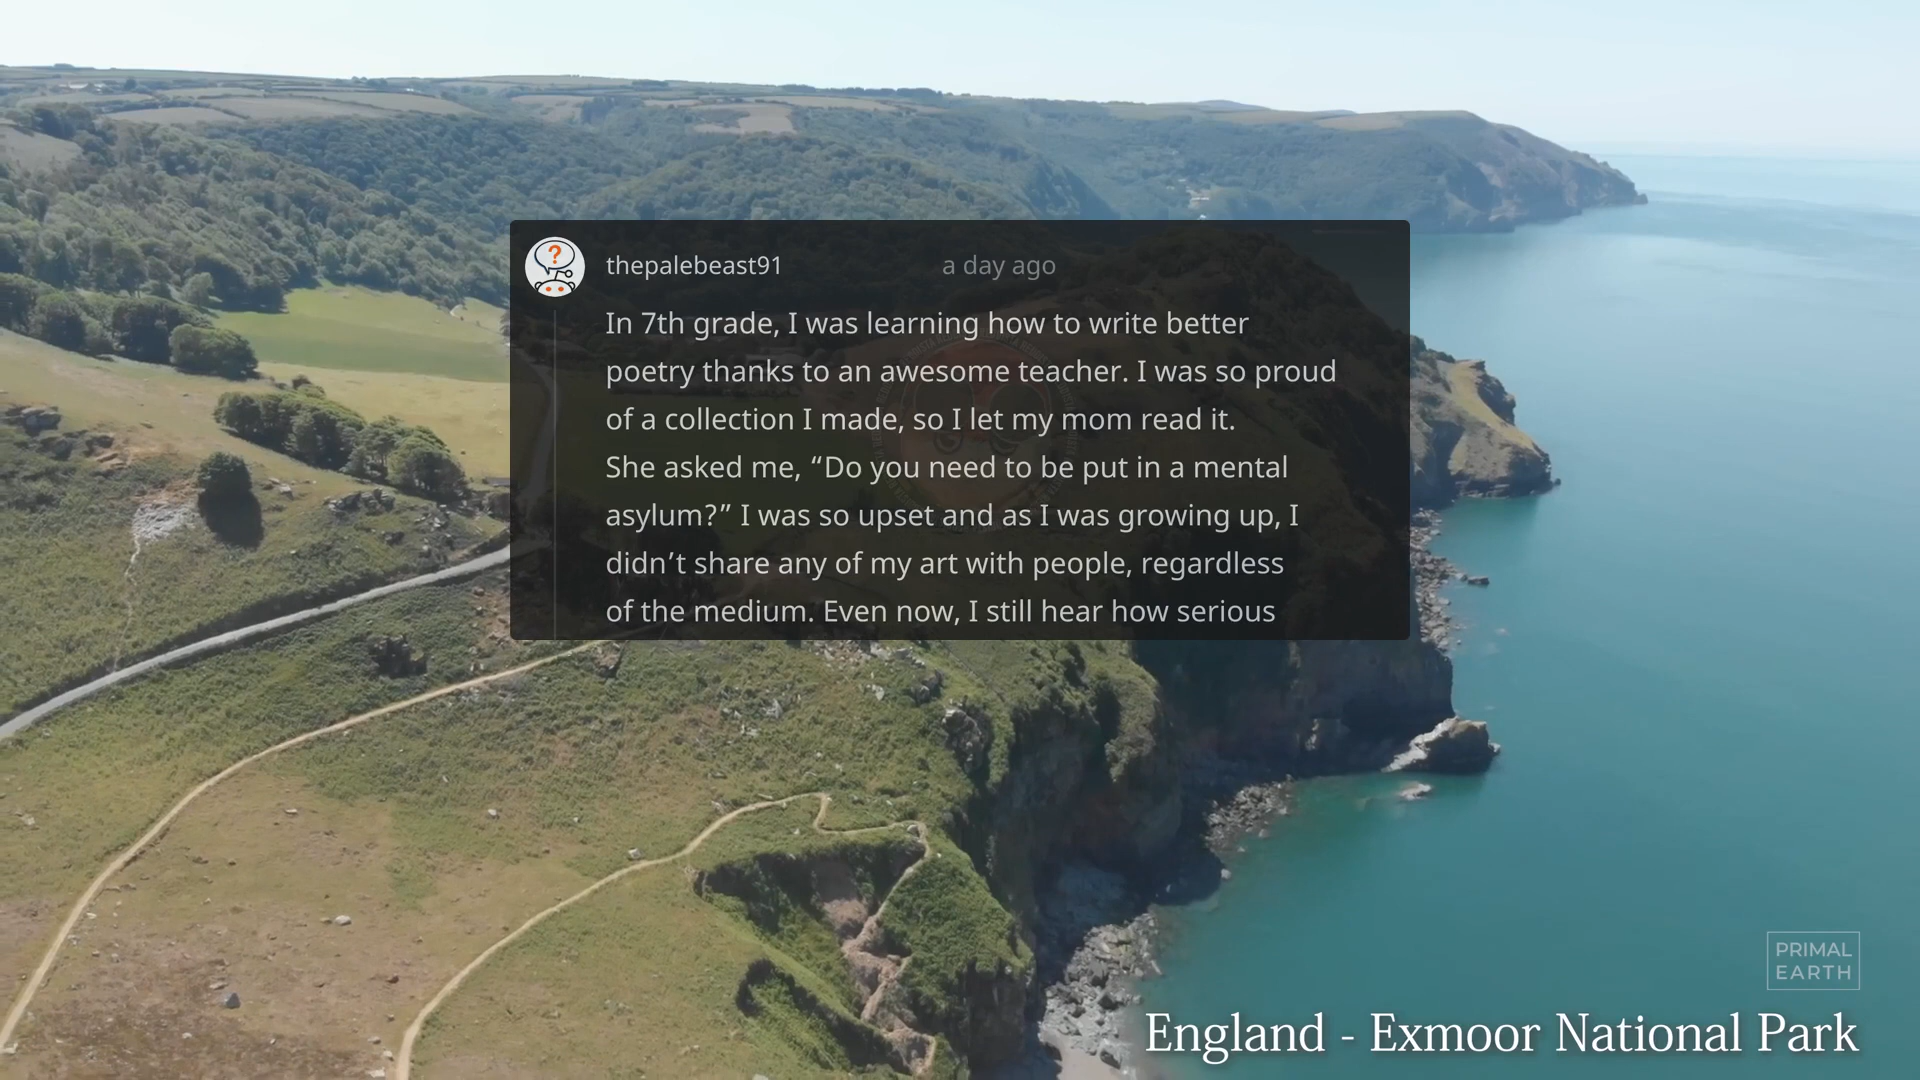 thepalebeast91 a day ago
In 7th grade, I was learning how to write better
poetry thanks to an awesome teacher. I was so proud
of a collection I made, so I let my mom read it.
She asked me, “Do you need to be put in a mental
asylum?” I was so upset and as I was growing up, I
didn’t share any of my art with people, regardless
of the medium. Even now, I still hear how serious
PRIMAL
EARTH
England - Exmoor National Park